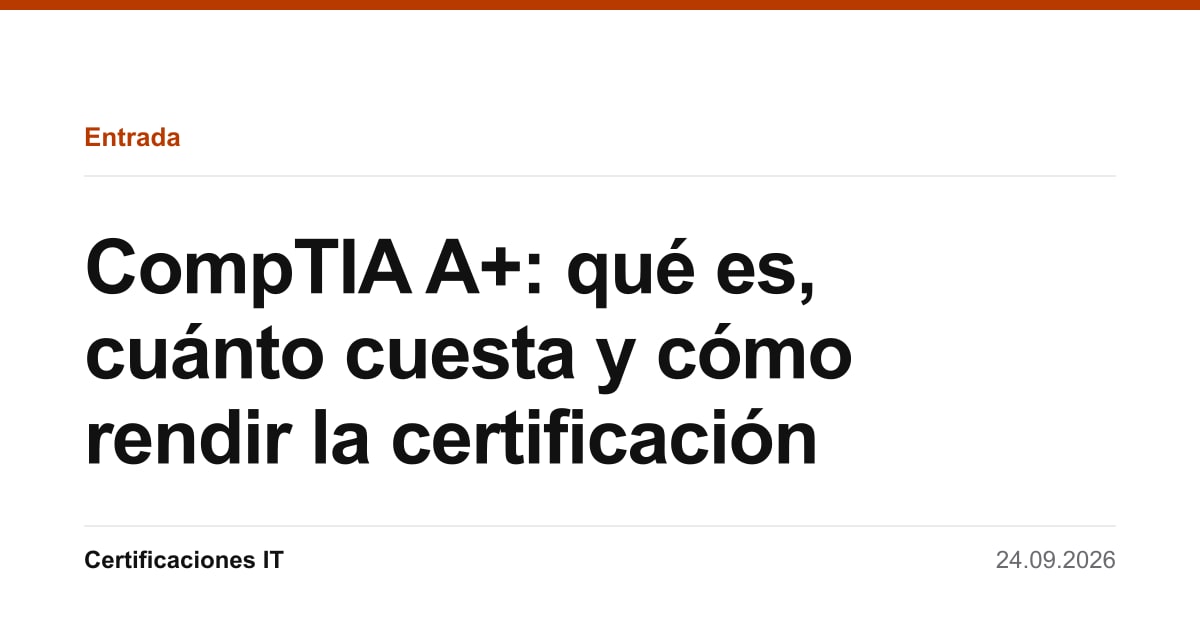 Entrada
CompTIA A+: qué es,
cuánto cuesta y cómo
rendir la certificación
Certificaciones IT
24.09.2026